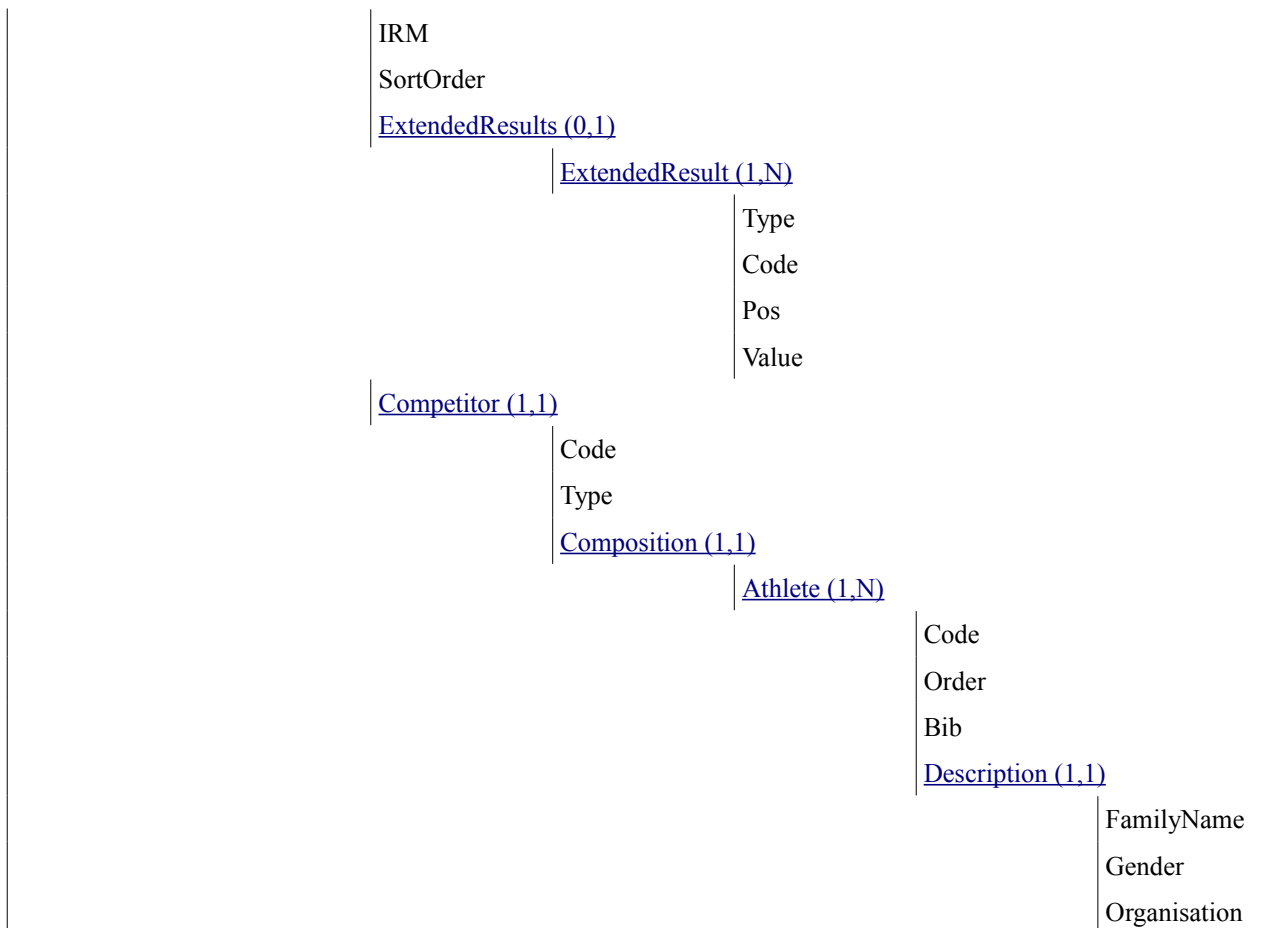 IRM
SortOrder
ExtendedResults (0,1)
ExtendedResult (1,N)
Type
Code
Pos
Value
Competitor (1,1)
Code
Type
Composition (1,1)
Athlete (1,N)
Code
Order
Bib
Description (1,1)
FamilyName
Gender
Organisation